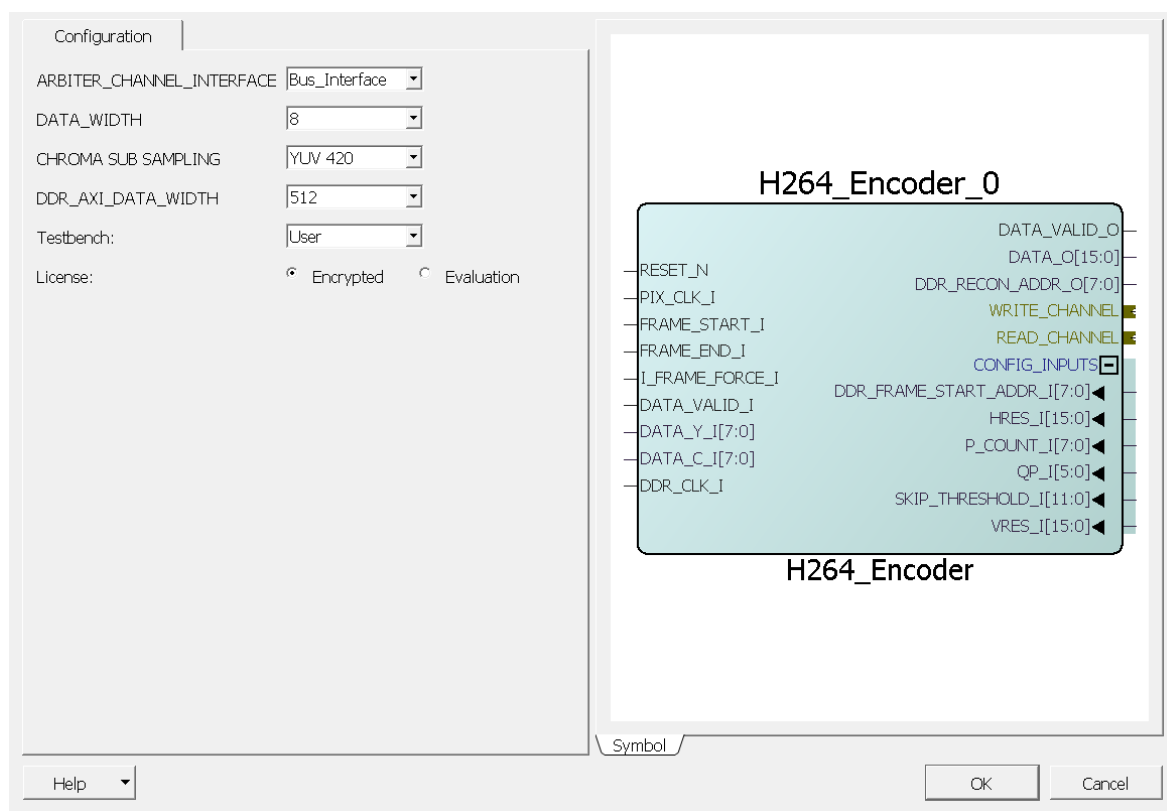 Configuration
ARBITER_CHANNEL_INTERFACE Bus_Interface
DATA_WIDTH 8
CHROMA SUB SAMPLING YUV 420
DDR_AXI_DATA_WIDTH 512
Testbench: User
License: Encrypted Evaluation
H264_Encoder_0
RESET_N
PIX_CLK_I
FRAME_START_I
FRAME_END_I
I_FRAME_FORCE_I
DATA_VALID_I
DATA_Y_I[7:0]
DATA_C_I[7:0]
DDR_CLK_I
DATA_VALID_O
DATA_O[15:0]
DDR_RECON_ADDR_O[7:0]
WRITE_CHANNEL
READ_CHANNEL
CONFIG_INPUTS
DDR_FRAME_START_ADDR_I[7:0]
HRES_I[15:0]
P_COUNT_I[7:0]
QP_I[5:0]
SKIP_THRESHOLD_I[11:0]
VRES_I[15:0]
H264_Encoder
Symbol
Help
OK
Cancel